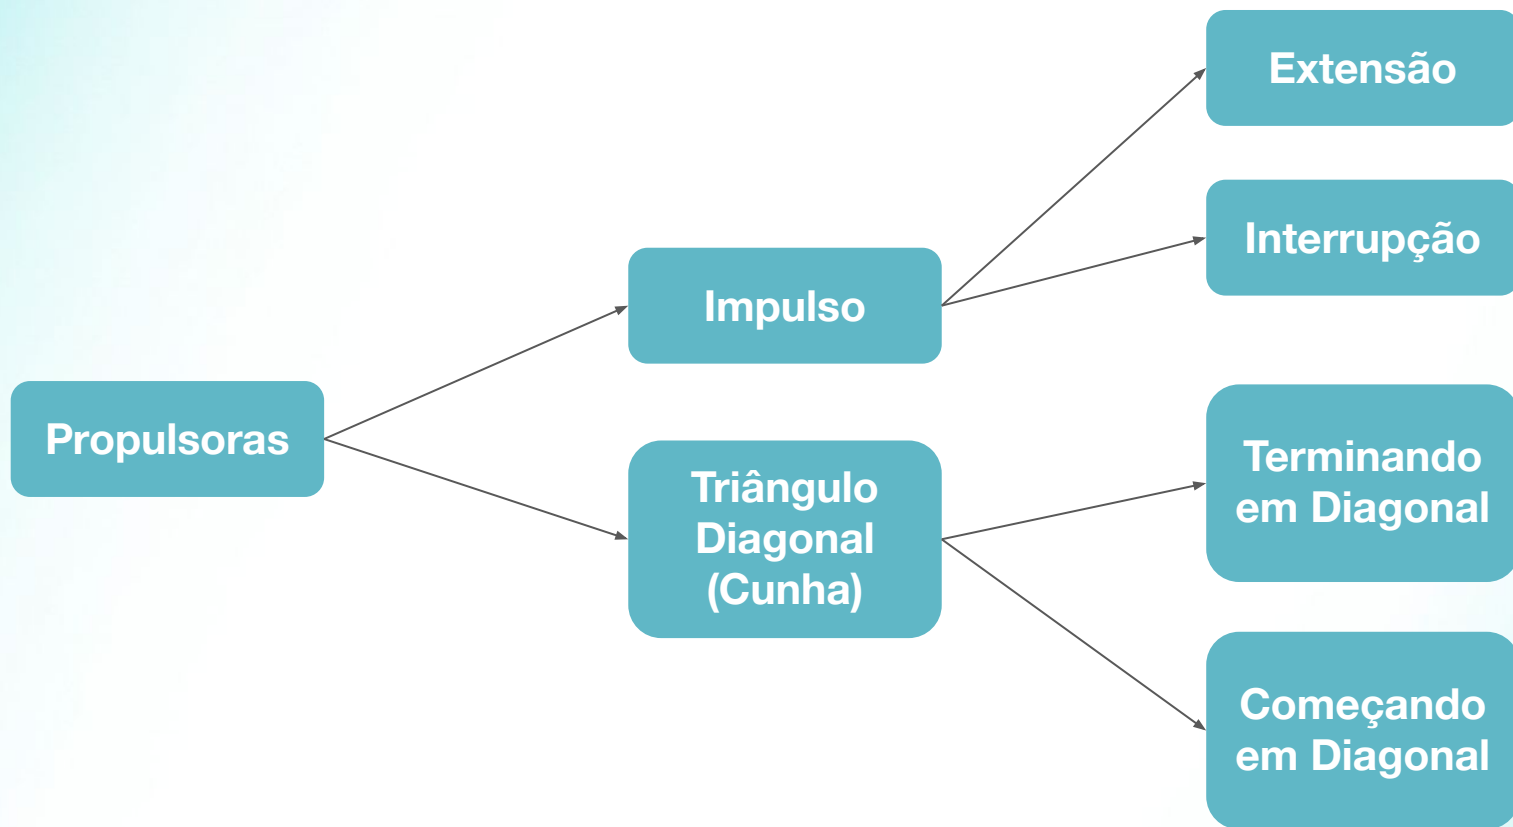 Propulsoras
Impulso
Triângulo
Diagonal
(Cunha)
Extensão
Interrupção
Terminando
em Diagonal
Começando
em Diagonal